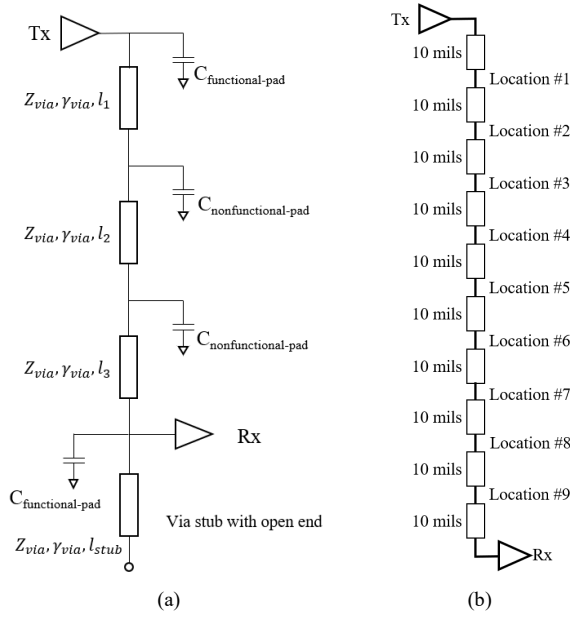 Tx
C_functional-pad
Z_via, γ_via, l_1
C_nonfunctional-pad
Z_via, γ_via, l_2
C_nonfunctional-pad
Z_via, γ_via, l_3
Rx
C_functional-pad
Via stub with open end
Z_via, γ_via, l_stub
(a)
Tx
10 mils
Location #1
10 mils
Location #2
10 mils
Location #3
10 mils
Location #4
10 mils
Location #5
10 mils
Location #6
10 mils
Location #7
10 mils
Location #8
10 mils
Location #9
10 mils
Rx
(b)